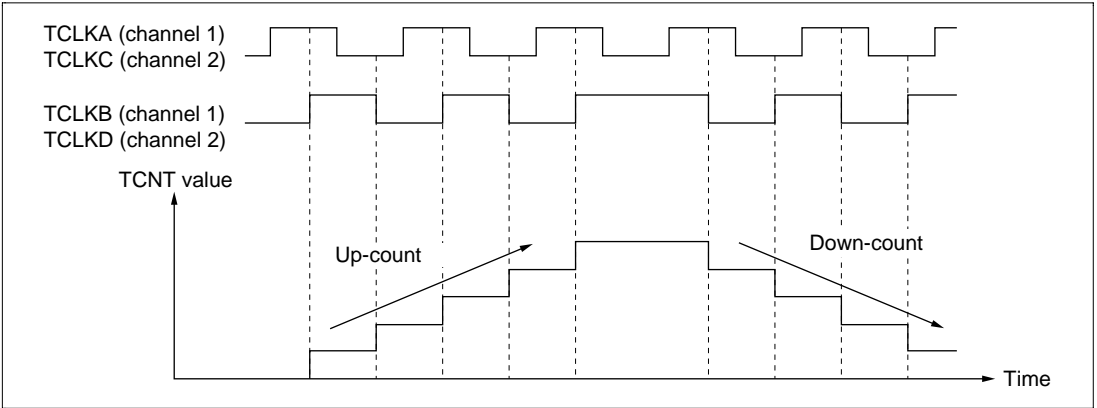 TCLKA (channel 1)
TCLKC (channel 2)
TCLKB (channel 1)
TCLKD (channel 2)
TCNT value
Up-count
Down-count
Time